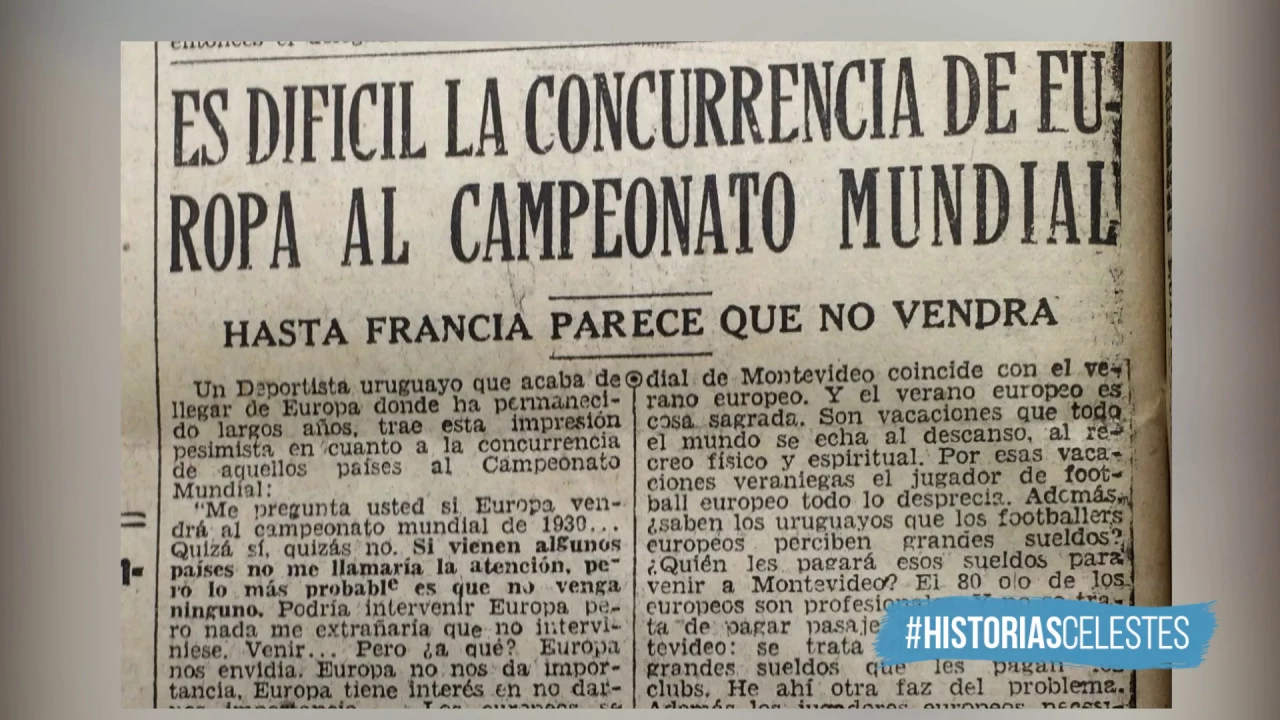 ES DIFICIL LA CONCURRENCIA DE EU-
ROPA AL CAMPEONATO MUNDIAL
HASTA FRANCIA PARECE QUE NO VENDRA
Un Deportista uruguayo que acaba de
llegar de Europa donde ha permaneci-
do largos años, trae esta impresión
pesimista en cuanto a la concurrencia
de aquellos países al Campeonato
Mundial:
"Me pregunta usted si Europa ven-
drá al campeonato mundial de 1930...
Quizá sí, quizás no. Si vienen algunos
países no me llamaría la atención, pe-
ro lo más probable es que no venga
ninguno. Podría intervenir Europa pe-
ro nada me extrañaría que no intervi-
niese. Venir... Pero ¿a qué? Europa
nos envidia. Europa no nos da impor-
tancia. Europa tiene interés en no dar-
dial de Montevideo coincide con el ve-
rano europeo. Y el verano europeo es
cosa sagrada. Son vacaciones que todo
el mundo se echa al descanso, al re-
creo físico y espiritual. Por esas vaca-
ciones veraniegas el jugador de foot-
ball europeo todo lo desprecia. Además,
¿saben los uruguayos que los footballers
europeos perciben grandes sueldos?
¿Quién les pagará esos sueldos para
venir a Montevideo? El 80 o|o de los
europeos son
ta de pagar
tevideo: se trata
grandes sueldos que les pagan los
clubs. He ahí otra faz del problema.
#HISTORIASCELESTES